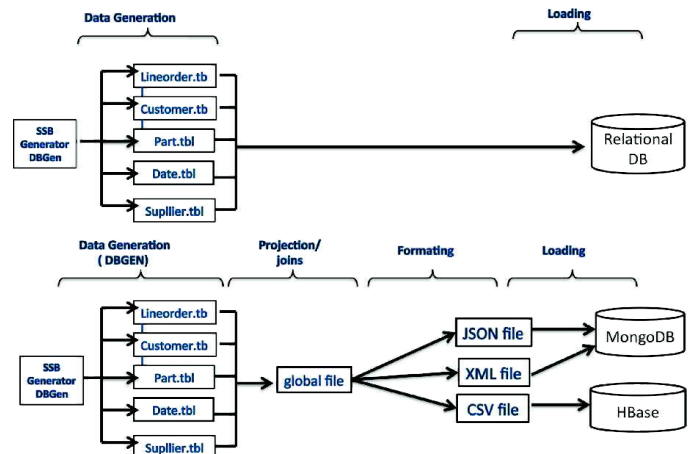 Data Generation
Loading
Lineorder.tb
Customer.tb
SSB
Generator
DBGen
Part.tbl
Date.tbl
Supllier.tbl
Relational
DB
Data Generation
( DBGEN)
Projection/
joins
Formating
Loading
Lineorder.tb
Customer.tb
SSB
Generator
DBGen
Part.tbl
Date.tbl
Supllier.tbl
global file
JSON file
XML file
CSV file
MongoDB
HBase